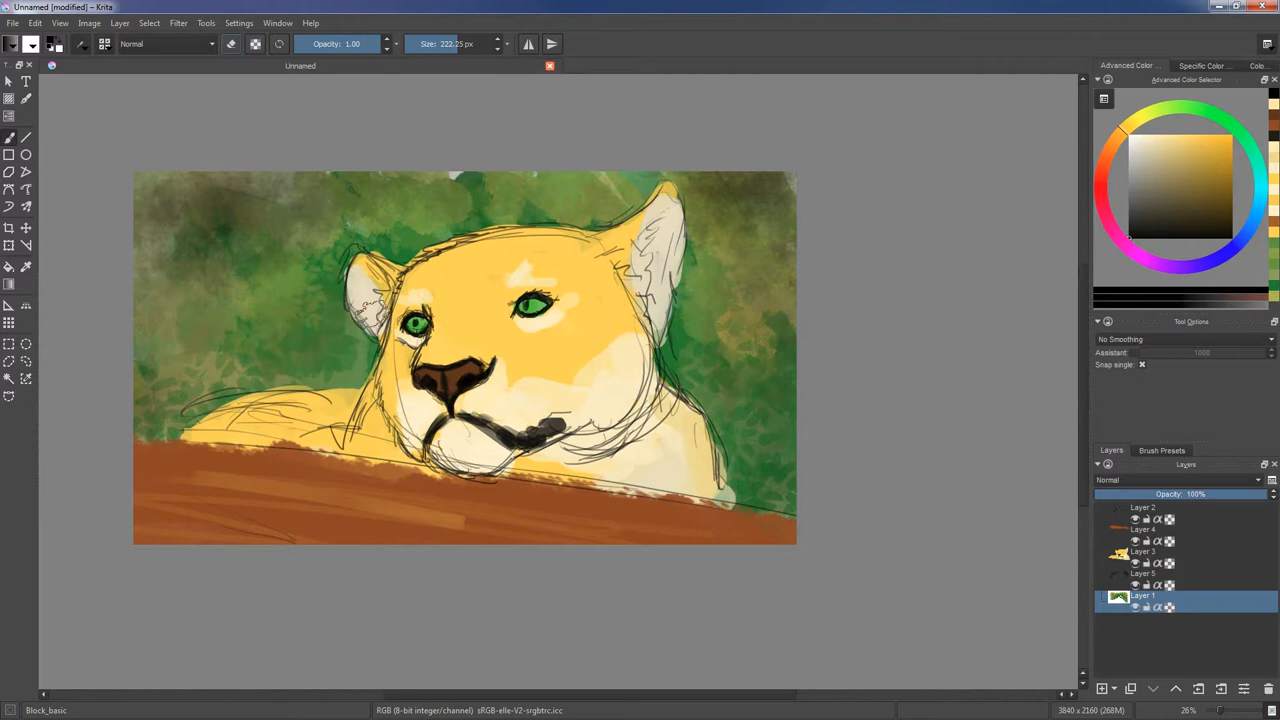 Unnamed [modified] - Krita
File Edit View Image Layer Select Filter Tools Settings Window Help
Normal Opacity: 1.00 Size: 222.25 px
T...
Unnamed
Advanced Color ... Specific Color ... Colo...
Advanced Color Selector
Tool Options
No Smoothing
Assistant: 1000
Snap single:
Layers Brush Presets
Layers
Normal
Opacity: 100%
Layer 2
Layer 4
Layer 3
Layer 5
Layer 1
Block_basic RGB (8-bit integer/channel) sRGB-elle-V2-srgbtrc.icc 3840 x 2160 (268M) 26%